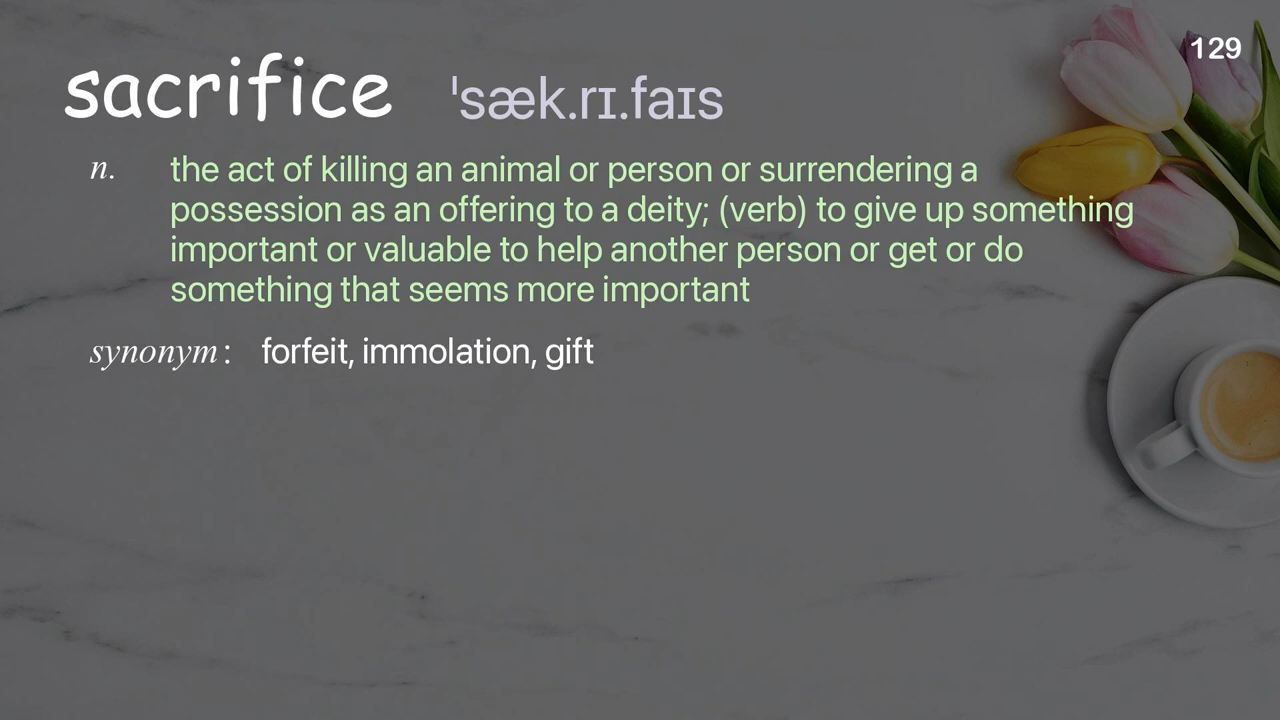 129
sacrifice ˈsæk.rɪ.faɪs
n. the act of killing an animal or person or surrendering a
possession as an offering to a deity; (verb) to give up something
important or valuable to help another person or get or do
something that seems more important
synonym: forfeit, immolation, gift